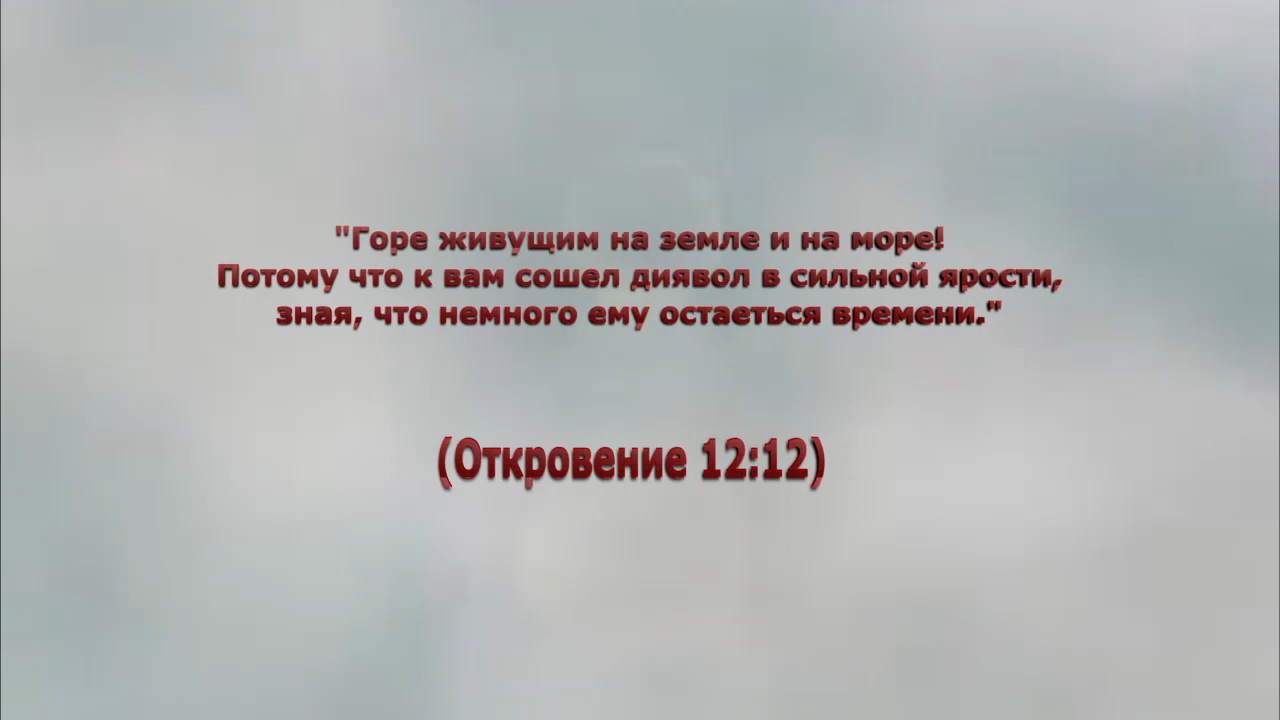 "Горе живущим на земле и на море!
Потому что к вам сошел диявол в сильной ярости,
зная, что немного ему остаеться времени."
(Откровение 12:12)